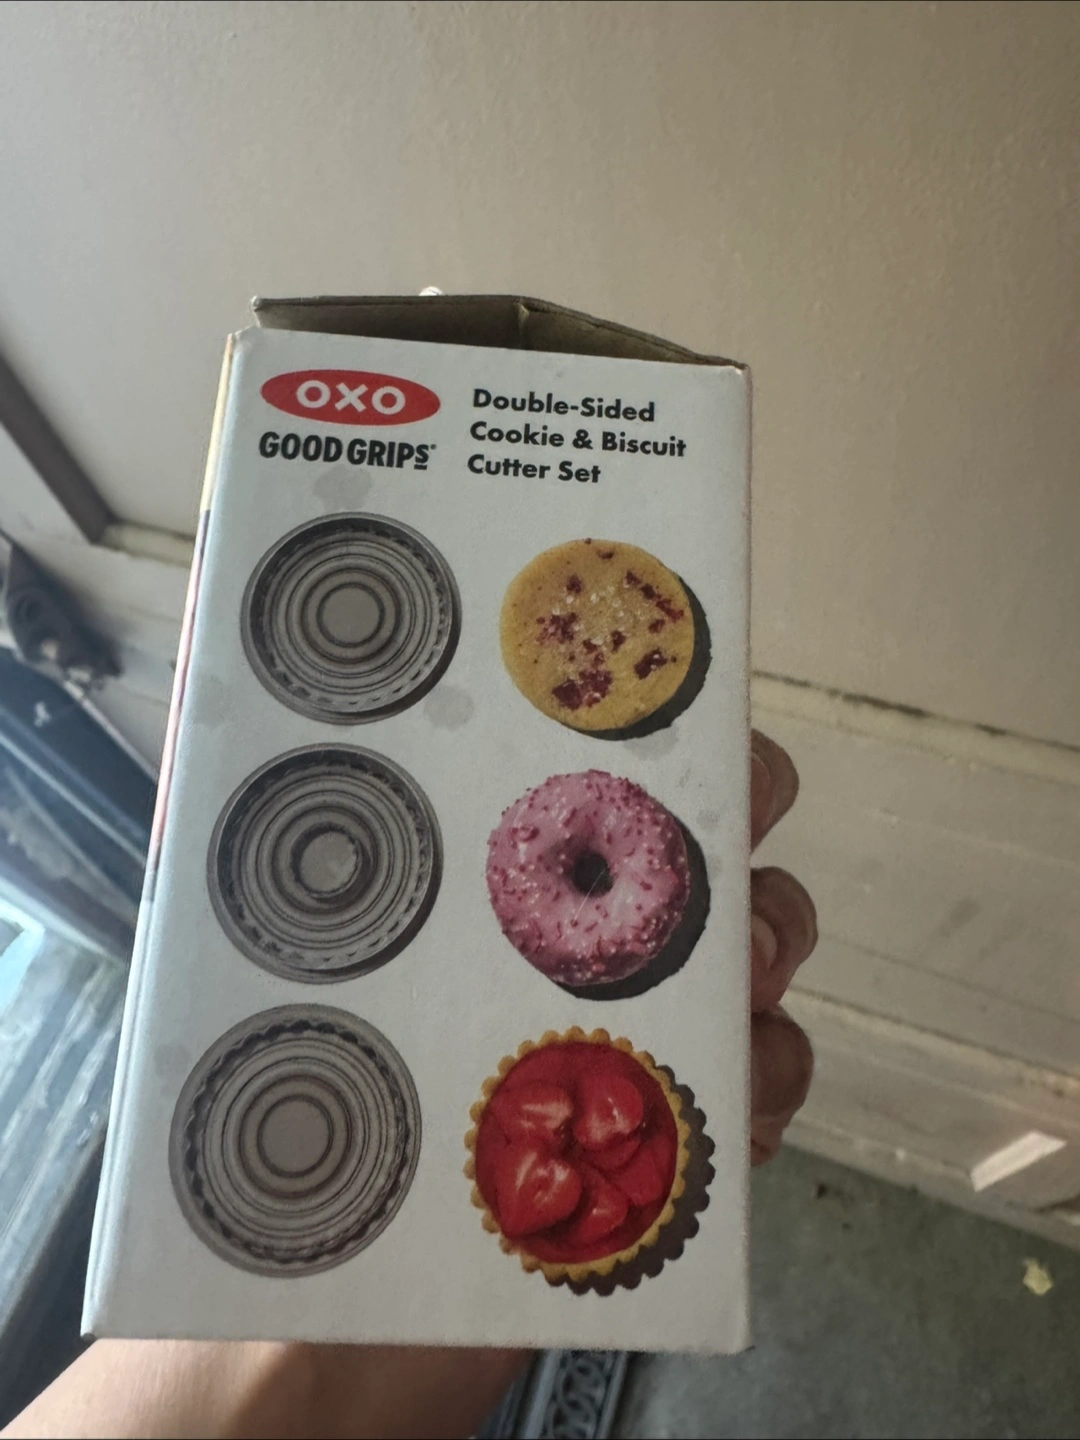 OXO
GOOD GRIPS®
Double-Sided
Cookie & Biscuit
Cutter Set